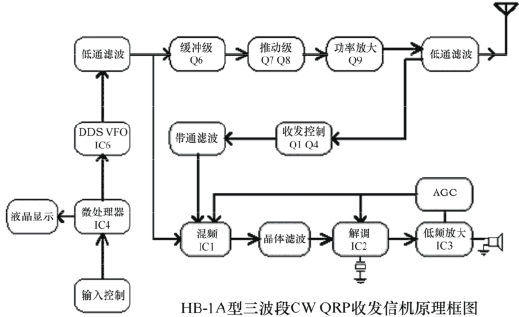 低通滤波
缓冲级
Q6
推动级
Q7 Q8
功率放大
Q9
低通滤波
DDS VFO
IC6
带通滤波
收发控制
Q1 Q4
液晶显示
微处理器
IC4
AGC
混频
IC1
晶体滤波
解调
IC2
低频放大
IC3
输入控制
HB-1A型三波段CW QRP收发信机原理框图